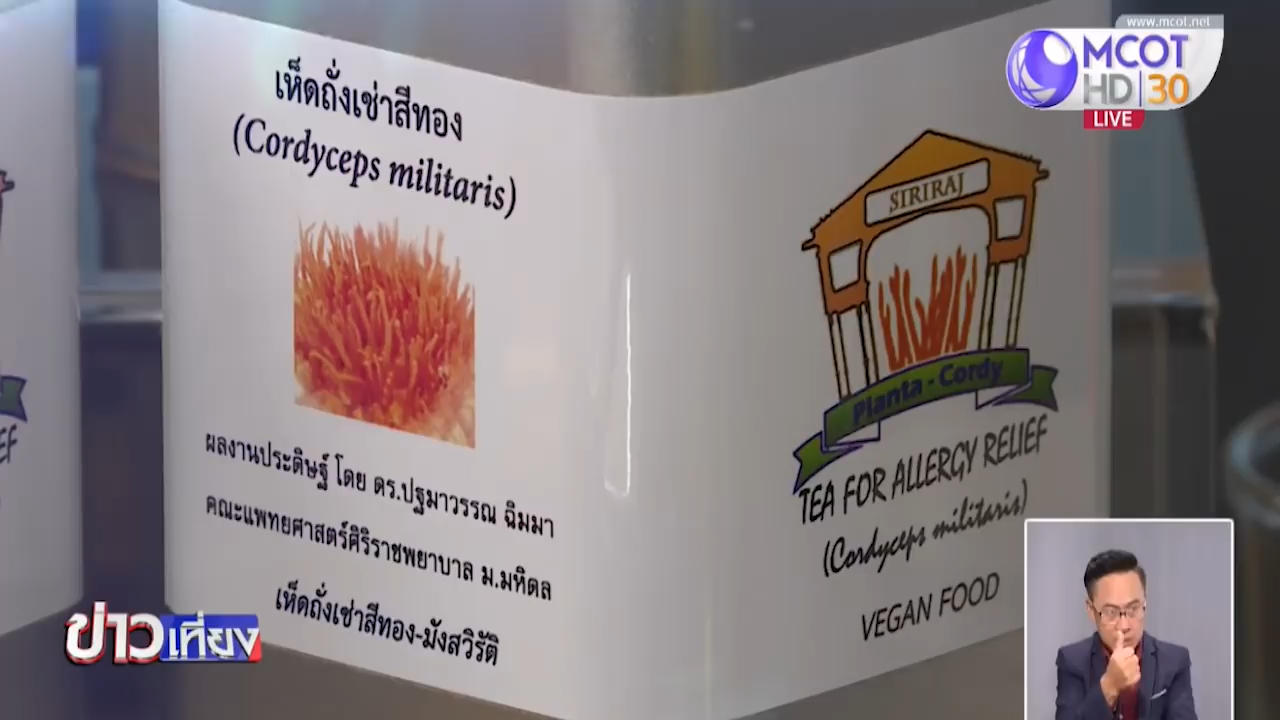 www.mcot.net
MCOT
HD 30
LIVE
เห็ดถั่งเช่าสีทอง
(Cordyceps militaris)
ผลงานประดิษฐ์ โดย ดร.ปฐมาวรรณ ฉิมมา
คณะแพทยศาสตร์ศิริราชพยาบาล ม.มหิดล
เห็ดถั่งเช่าสีทอง-มังสวิรัติ
SIRIRAJ
Planta - Cordy
TEA FOR ALLERGY RELIEF
(Cordyceps militaris)
VEGAN FOOD
ข่าวเที่ยง